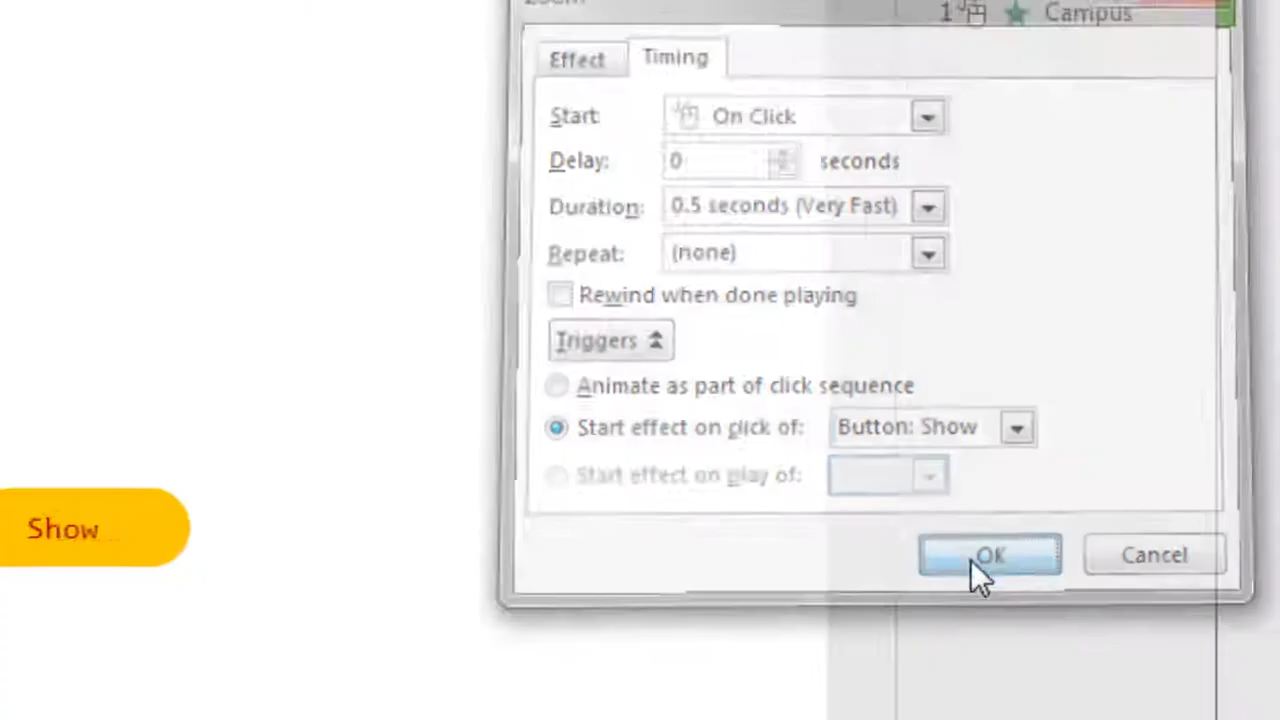 Zoom
1 Campus
Effect Timing
Start: On Click
Delay: 0 seconds
Duration: 0.5 seconds (Very Fast)
Repeat: (none)
Rewind when done playing
Triggers
Animate as part of click sequence
Start effect on click of: Button: Show
Start effect on play of:
Show
OK Cancel